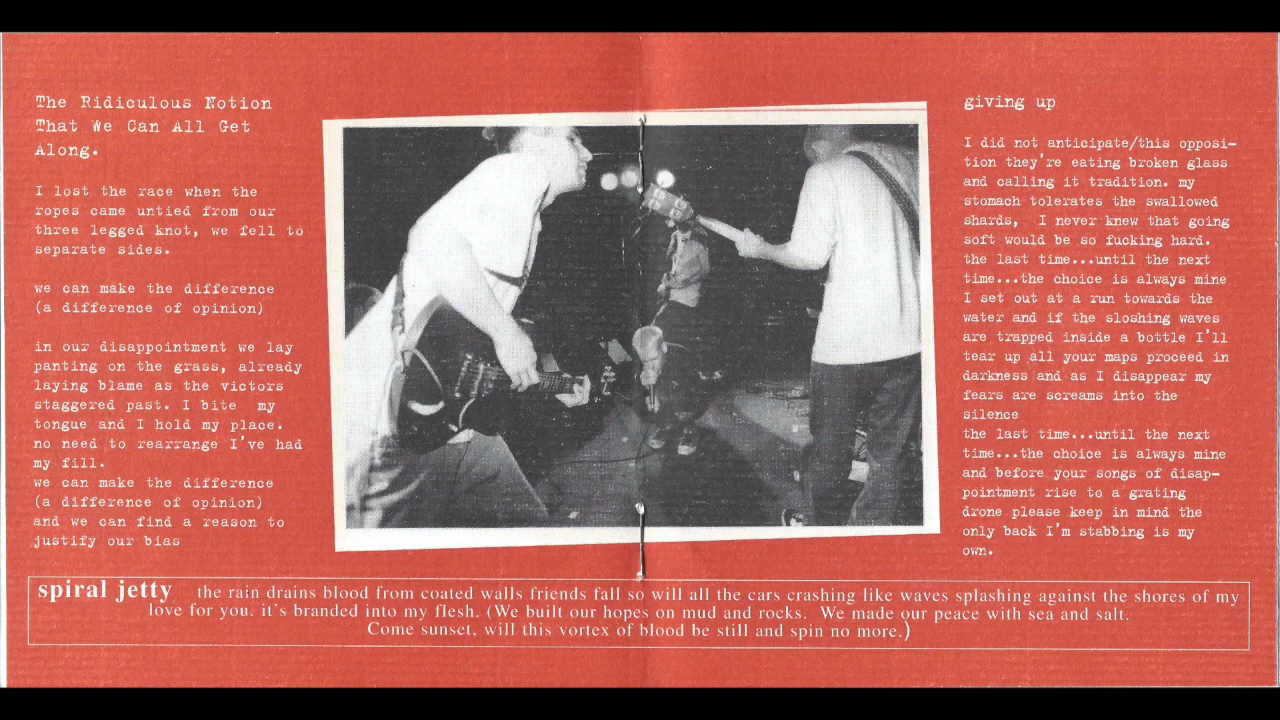 The Ridiculous Notion
That We Can All Get
Along.
I lost the race when the
ropes came untied from our
three legged knot, we fell to
separate sides.
we can make the difference
(a difference of opinion)
in our disappointment we lay
panting on the grass, already
laying blame as the victors
staggered past. I bite my
tongue and I hold my place.
no need to rearrange I've had
my fill.
we can make the difference
(a difference of opinion)
and we can find a reason to
justify our bias
giving up
I did not anticipate/this opposi-
tion they're eating broken glass
and calling it tradition. my
stomach tolerates the swallowed
shards, I never knew that going
soft would be so fucking hard.
the last time...until the next
time...the choice is always mine
I set out at a run towards the
water and if the sloshing waves
are trapped inside a bottle I'll
tear up all your maps proceed in
darkness and as I disappear my
fears are screams into the
silence
the last time...until the next
time...the choice is always mine
and before your songs of disap-
pointment rise to a grating
drone please keep in mind the
only back I'm stabbing is my
own.
spiral jetty the rain drains blood from coated walls friends fall so will all the cars crashing like waves splashing against the shores of my
love for you. it's branded into my flesh. (We built our hopes on mud and rocks. We made our peace with sea and salt.
Come sunset, will this vortex of blood be still and spin no more.)